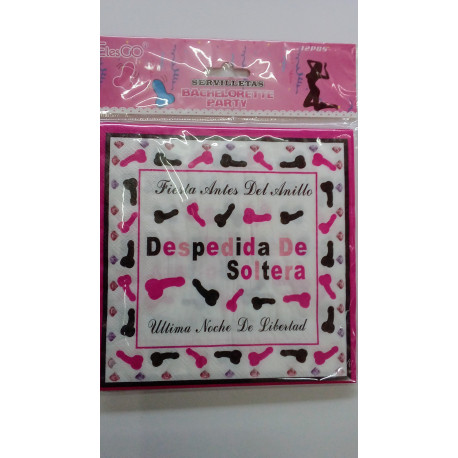 SERVILLETAS
BACHELORETTE
PARTY
Fiesta Antes Del Anillo
Despedida De
Soltera
Ultima Noche De Libertad